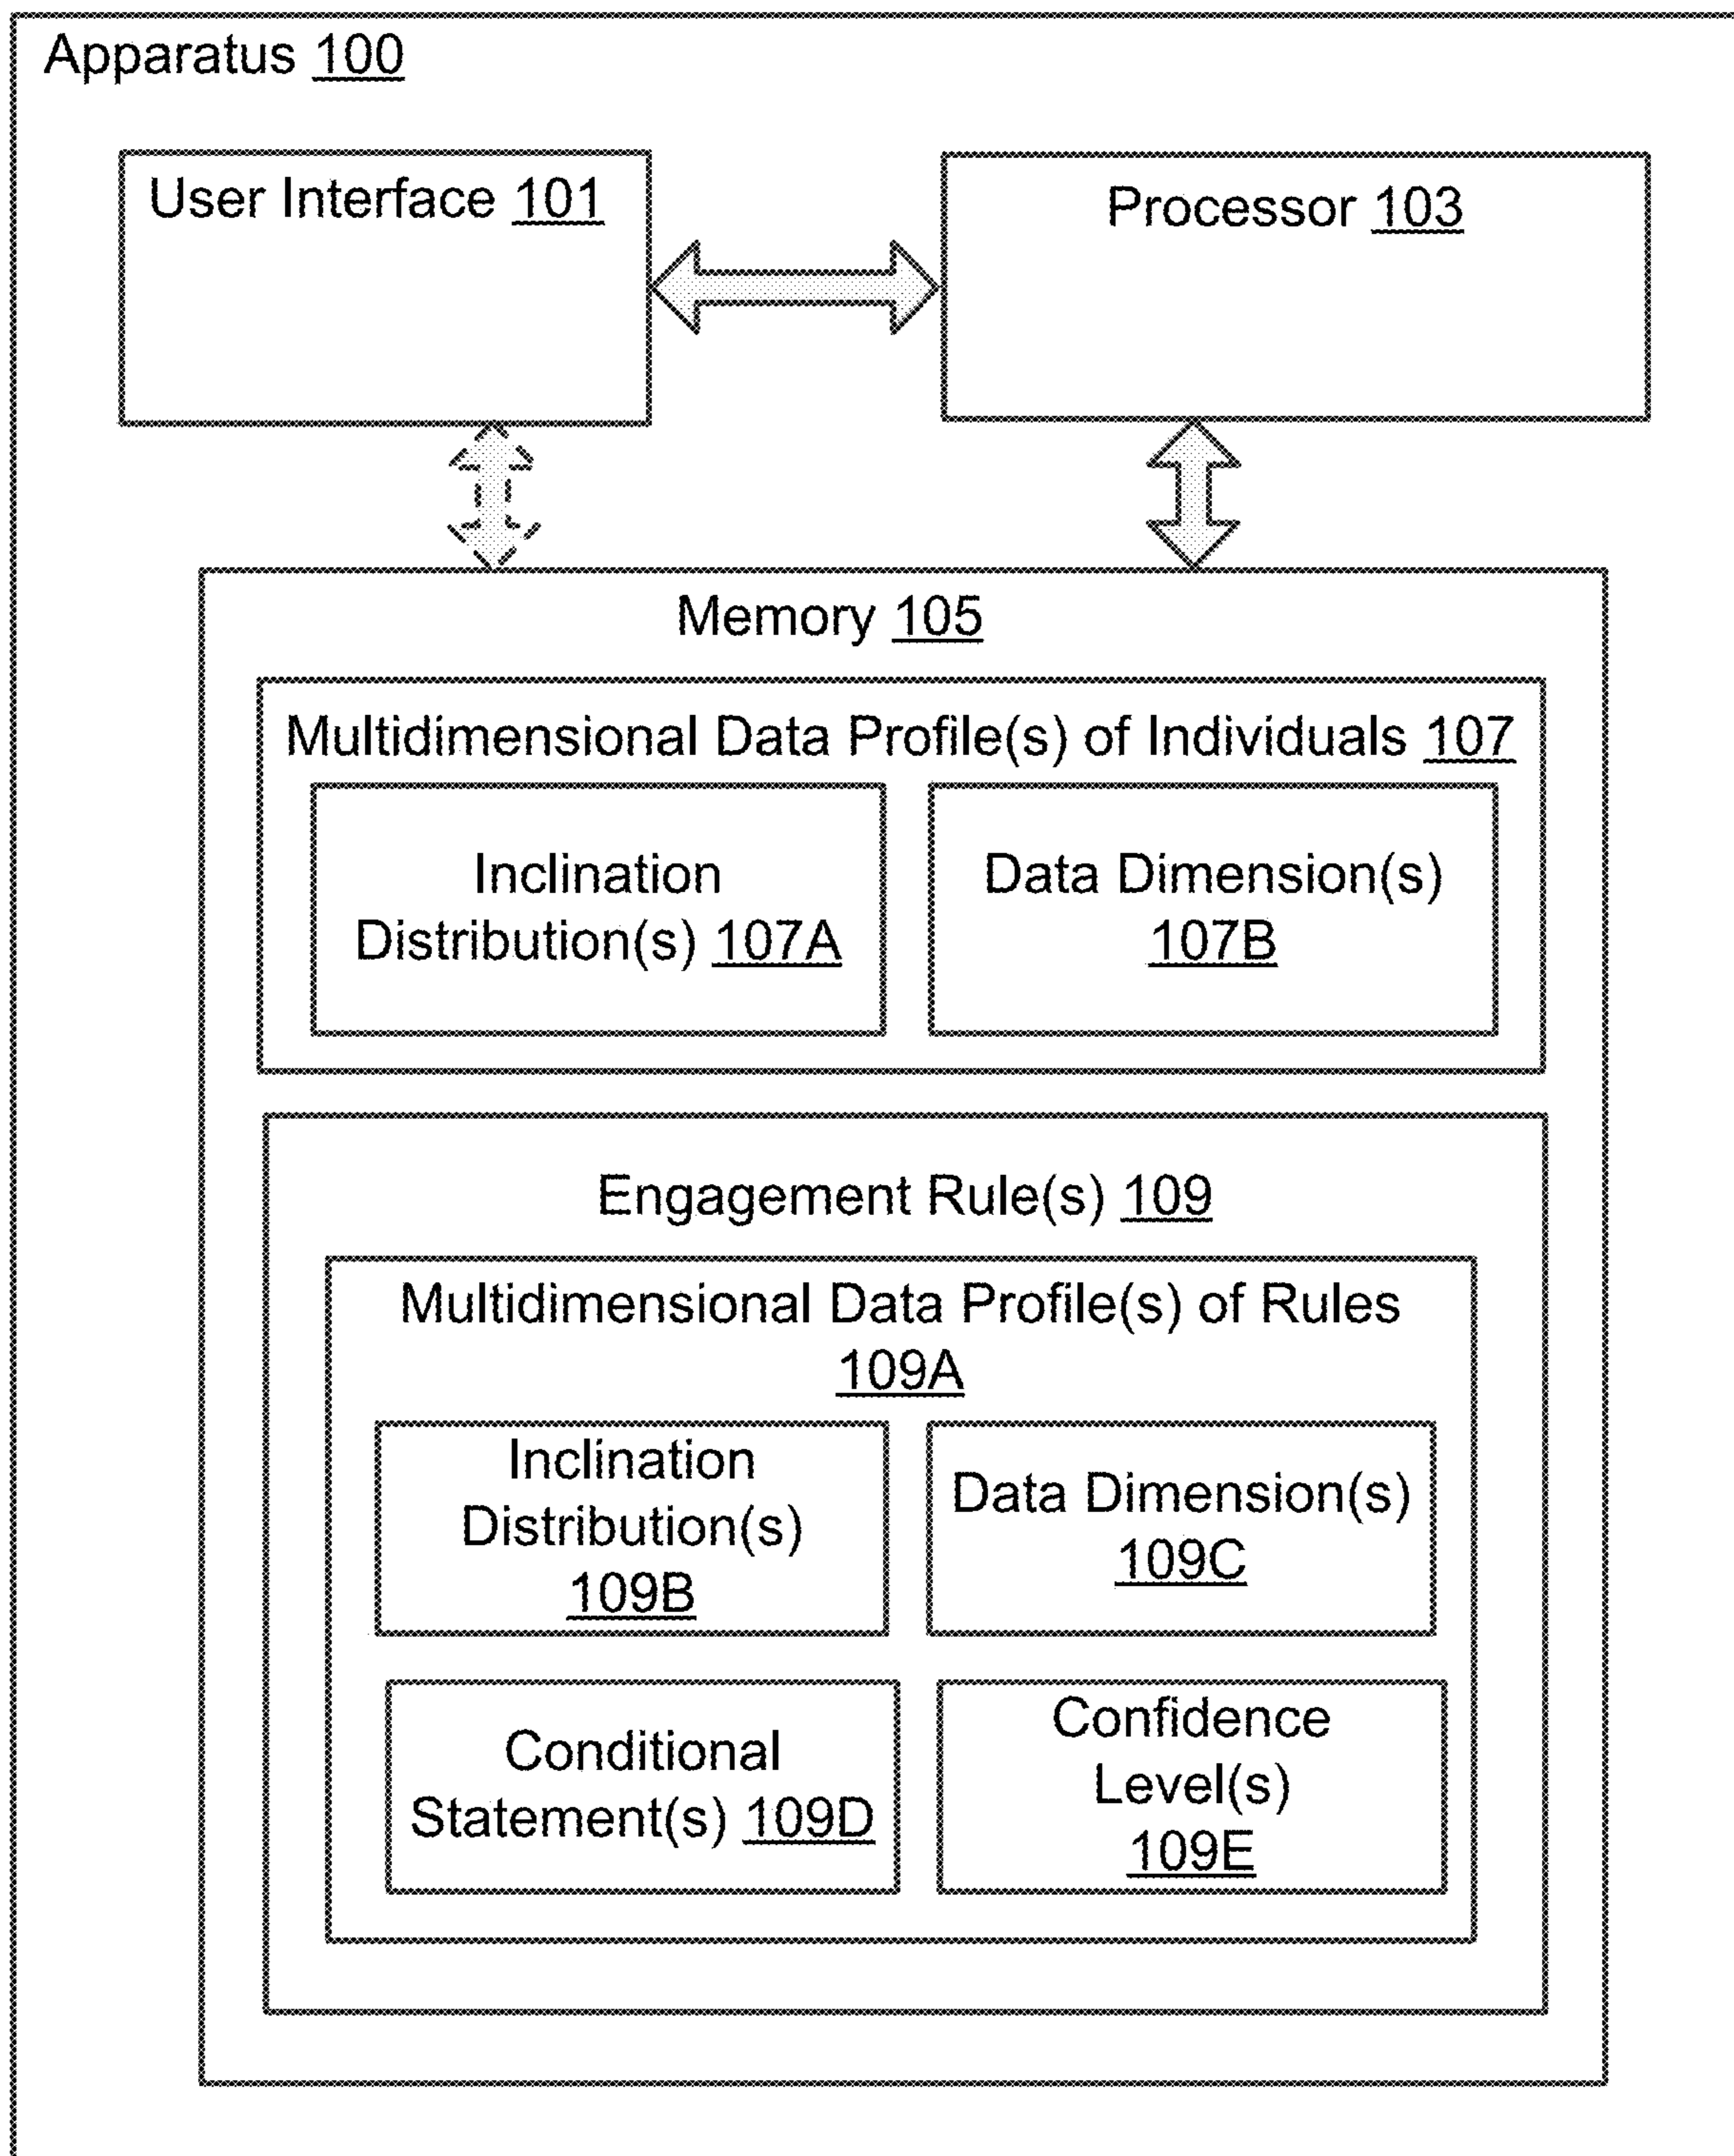 Apparatus 100
User Interface 101
Processor 103
Memory 105
Multidimensional Data Profile(s) of Individuals 107
Inclination
Distribution(s) 107A
Data Dimension(s)
107B
Engagement Rule(s) 109
Multidimensional Data Profile(s) of Rules
109A
Inclination
Distribution(s)
109B
Data Dimension(s)
109C
Conditional
Statement(s) 109D
Confidence
Level(s)
109E